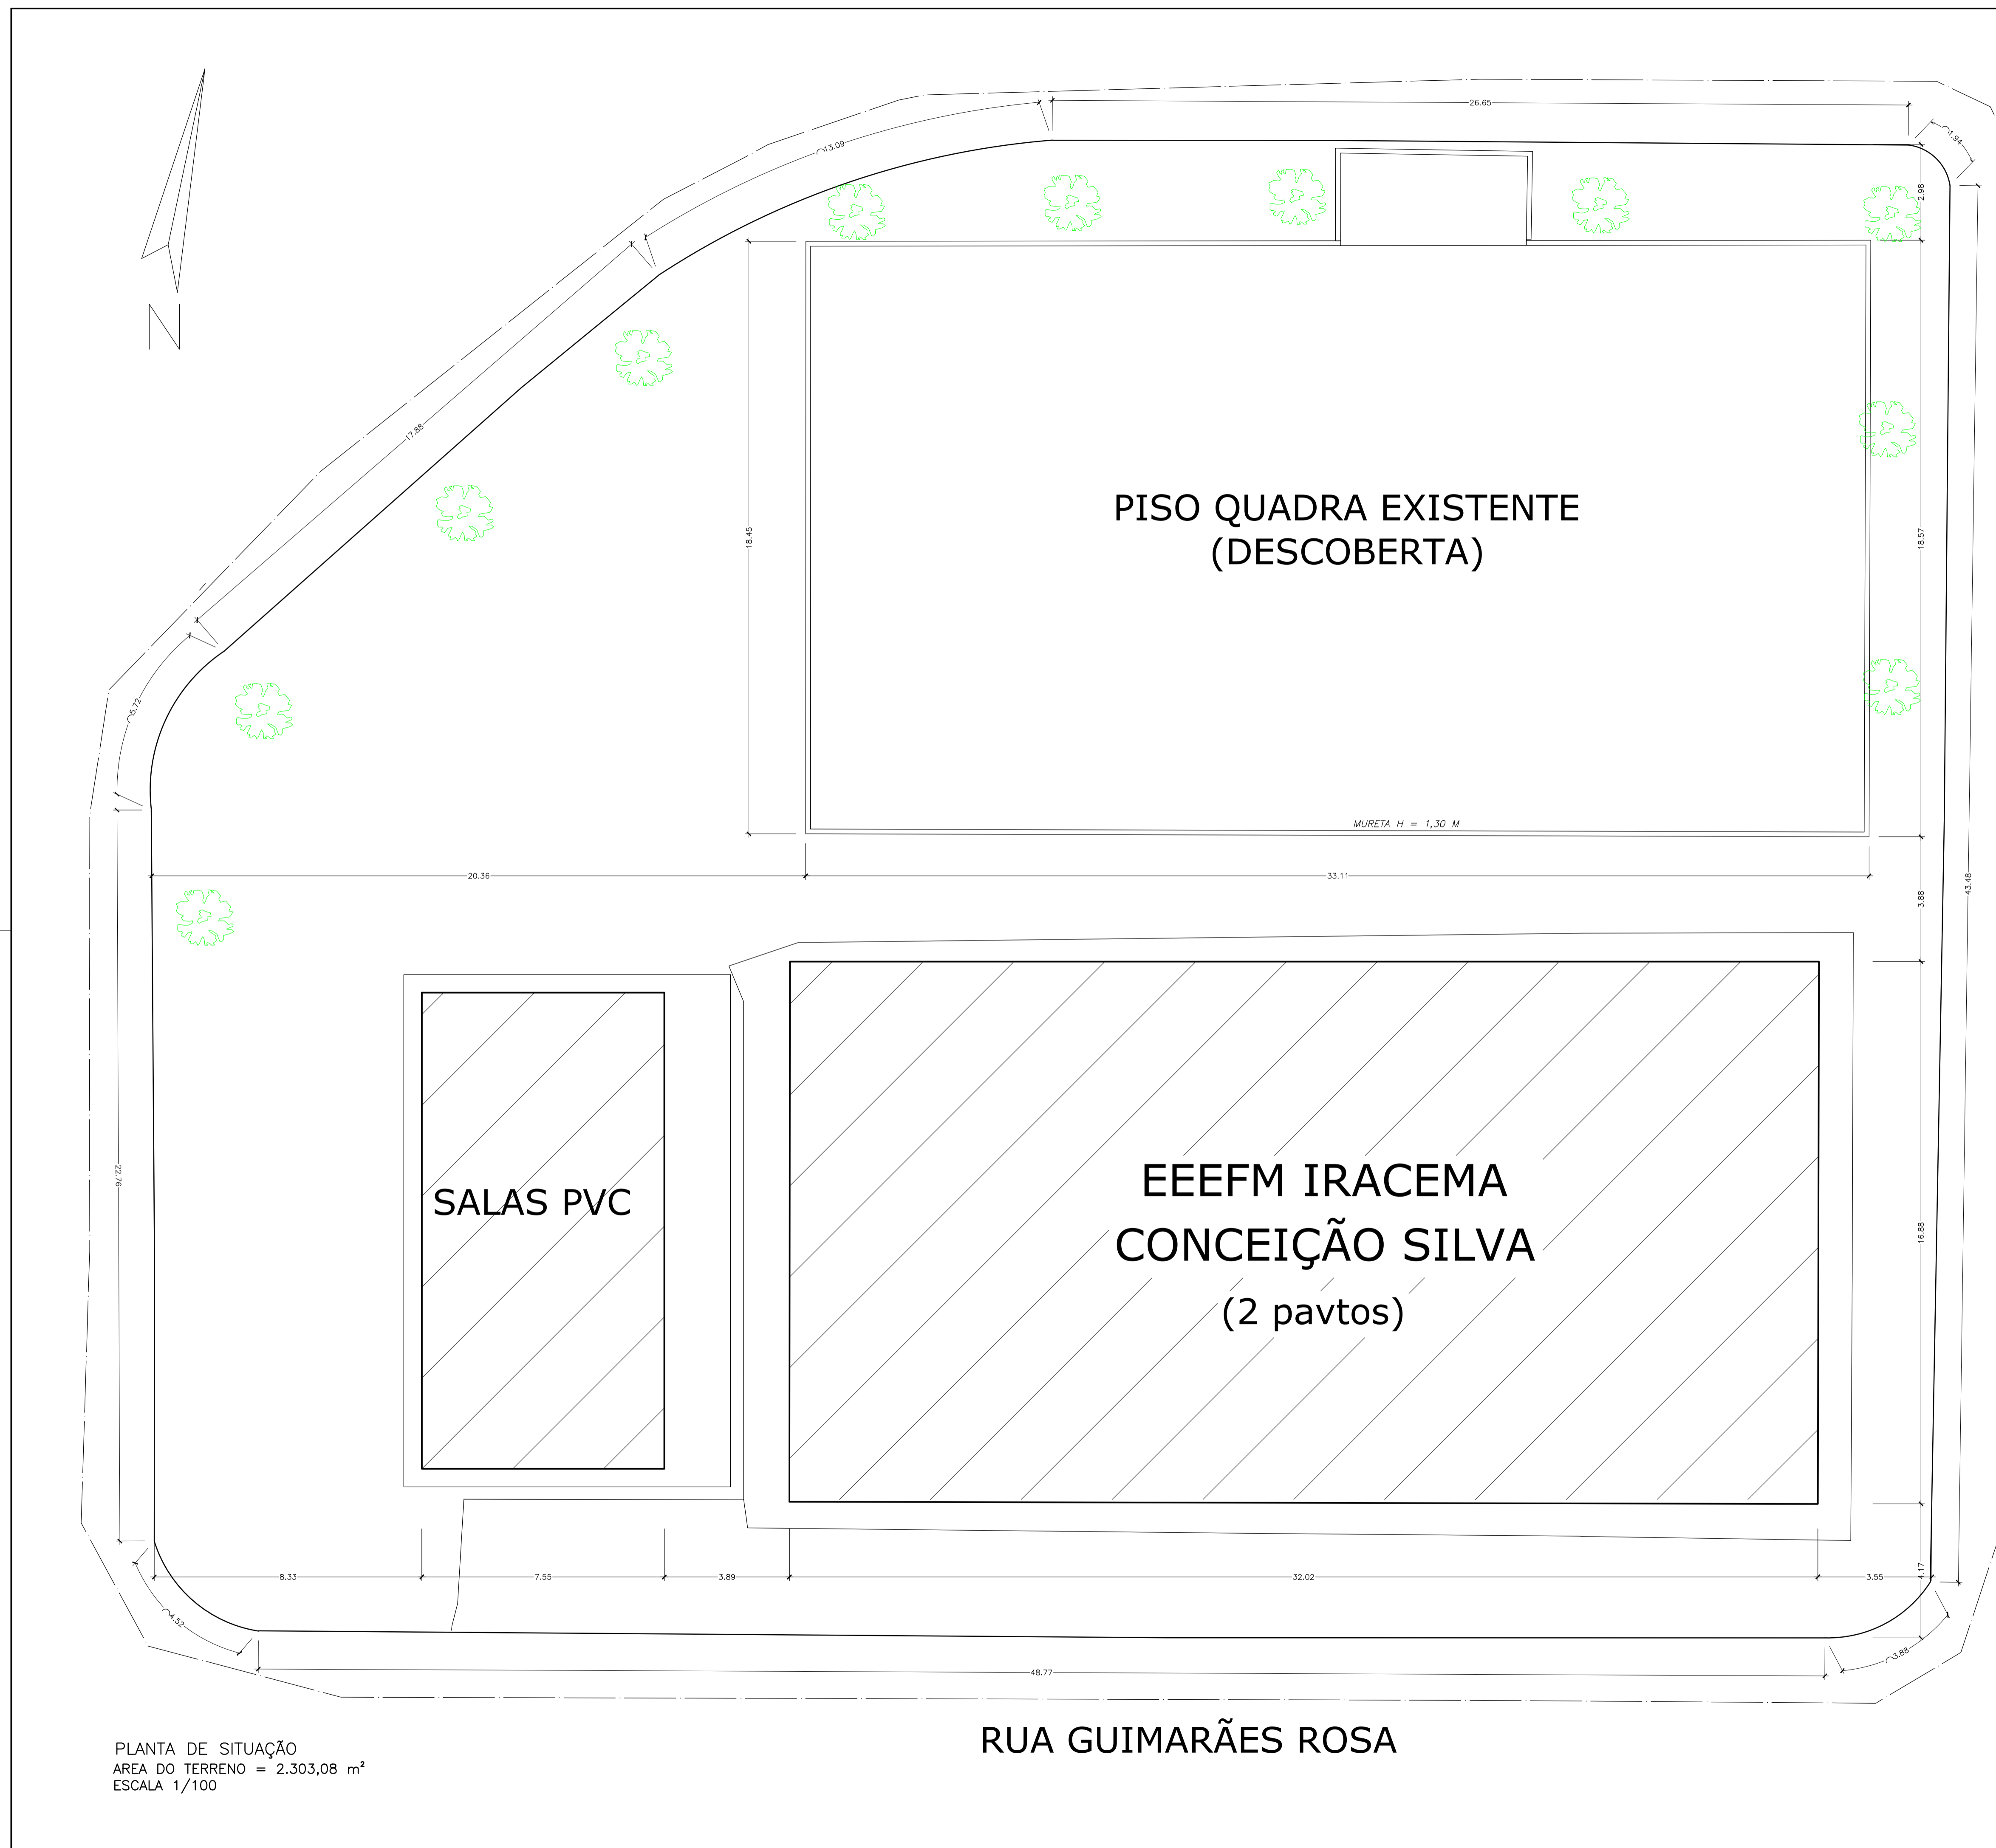 26.65
⌒13.09
⌒1.94
2.98
N
17.88
18.45
PISO QUADRA EXISTENTE
(DESCOBERTA)
18.57
⌒5.72
MURETA H = 1,30 M
20.36
33.11
3.88
43.48
22.76
SALAS PVC
EEEFM IRACEMA
CONCEIÇÃO SILVA
(2 pavtos)
16.88
8.33
7.55
3.89
32.02
3.55
4.17
⌒4.52
48.77
⌒3.88
RUA GUIMARÃES ROSA
PLANTA DE SITUAÇÃO
AREA DO TERRENO = 2.303,08 m²
ESCALA 1/100